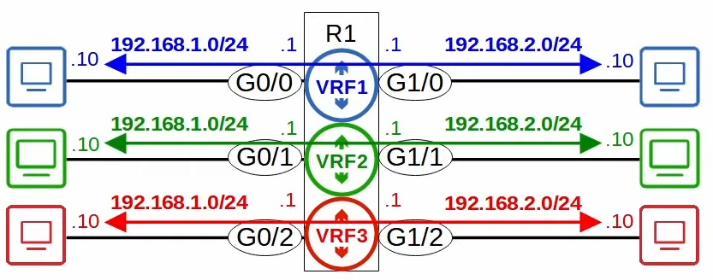 R1
192.168.1.0/24 .1 .1 192.168.2.0/24
.10 .10
G0/0 VRF1 G1/0
192.168.1.0/24 .1 .1 192.168.2.0/24
.10 .10
G0/1 VRF2 G1/1
192.168.1.0/24 .1 .1 192.168.2.0/24
.10 .10
G0/2 VRF3 G1/2